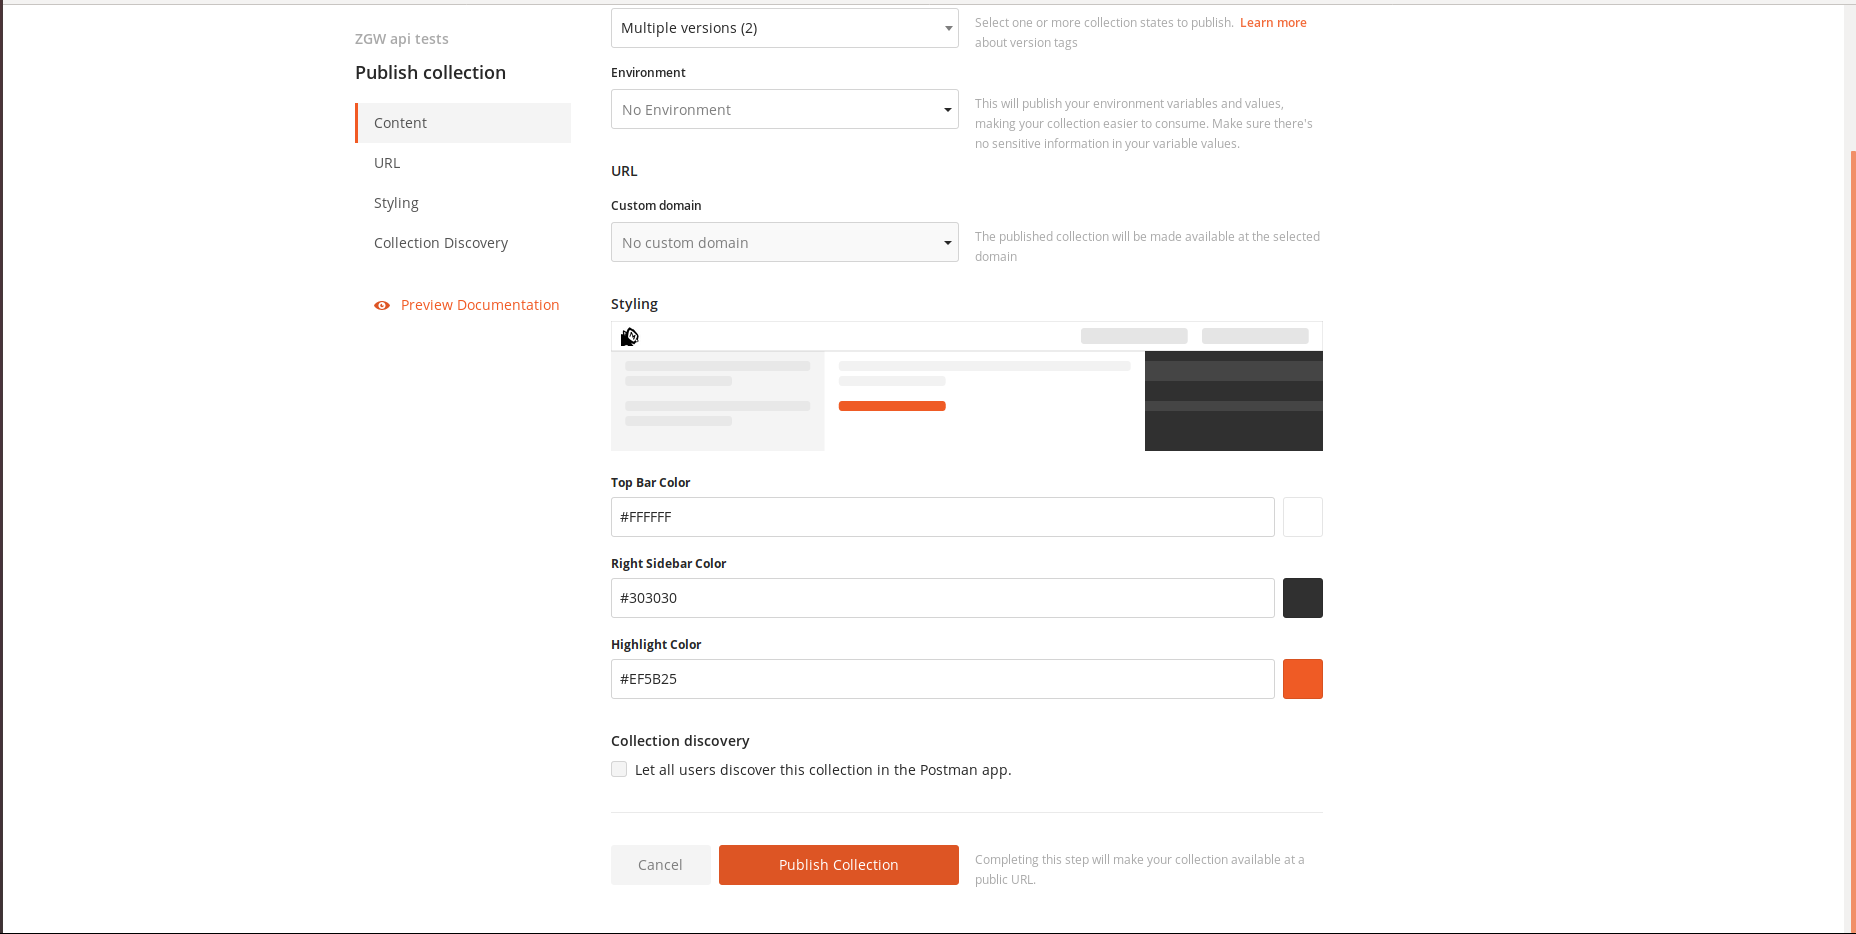 ZGW api tests
Publish collection
Content
URL
Styling
Collection Discovery
Preview Documentation
Multiple versions (2)
Select one or more collection states to publish. Learn more
about version tags
Environment
No Environment
This will publish your environment variables and values,
making your collection easier to consume. Make sure there's
no sensitive information in your variable values.
URL
Custom domain
No custom domain
The published collection will be made available at the selected
domain
Styling
Top Bar Color
#FFFFFF
Right Sidebar Color
#303030
Highlight Color
#EF5B25
Collection discovery
Let all users discover this collection in the Postman app.
Cancel
Publish Collection
Completing this step will make your collection available at a
public URL.